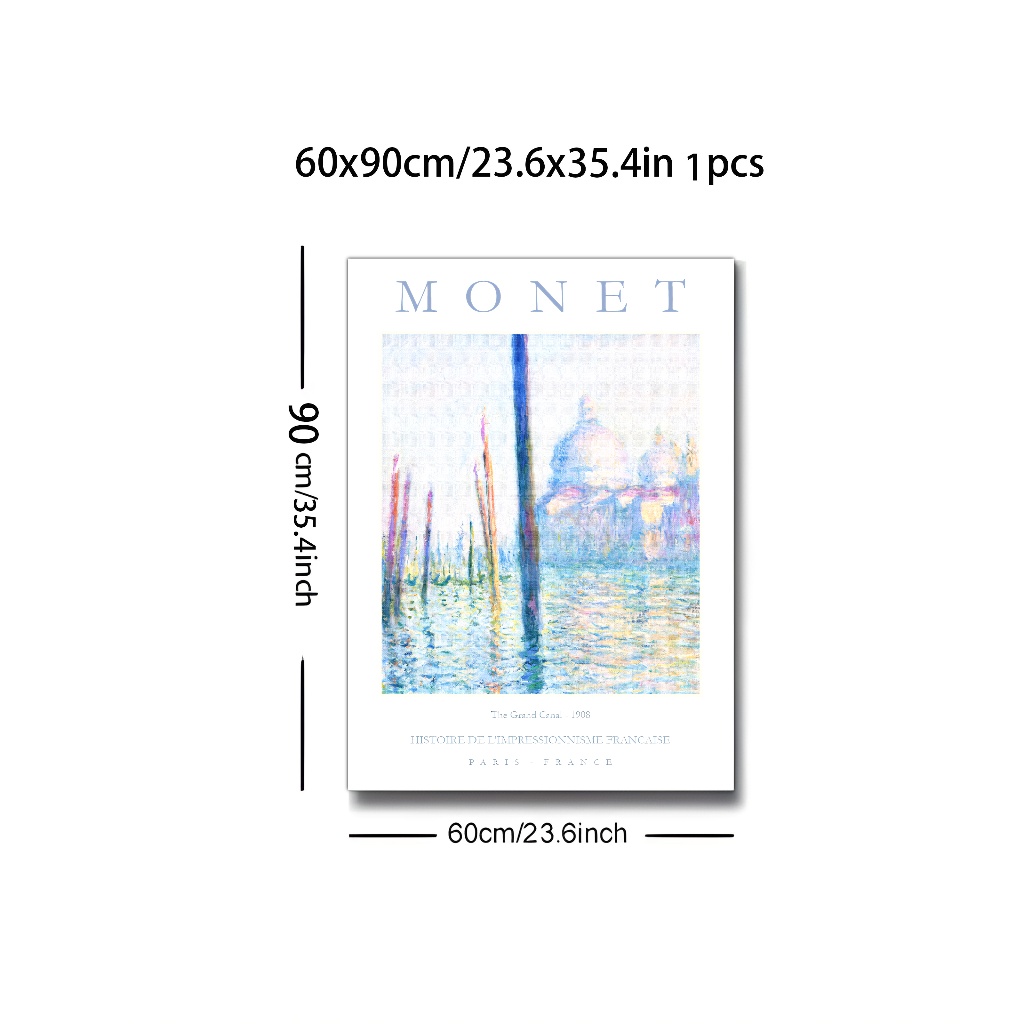 60x90cm/23.6x35.4in 1pcs
MONET
90 cm/35.4inch
The Grand Canal - 1908
HISTOIRE DE L'IMPRESSIONNISME FRANCAISE
PARIS - FRANCE
60cm/23.6inch